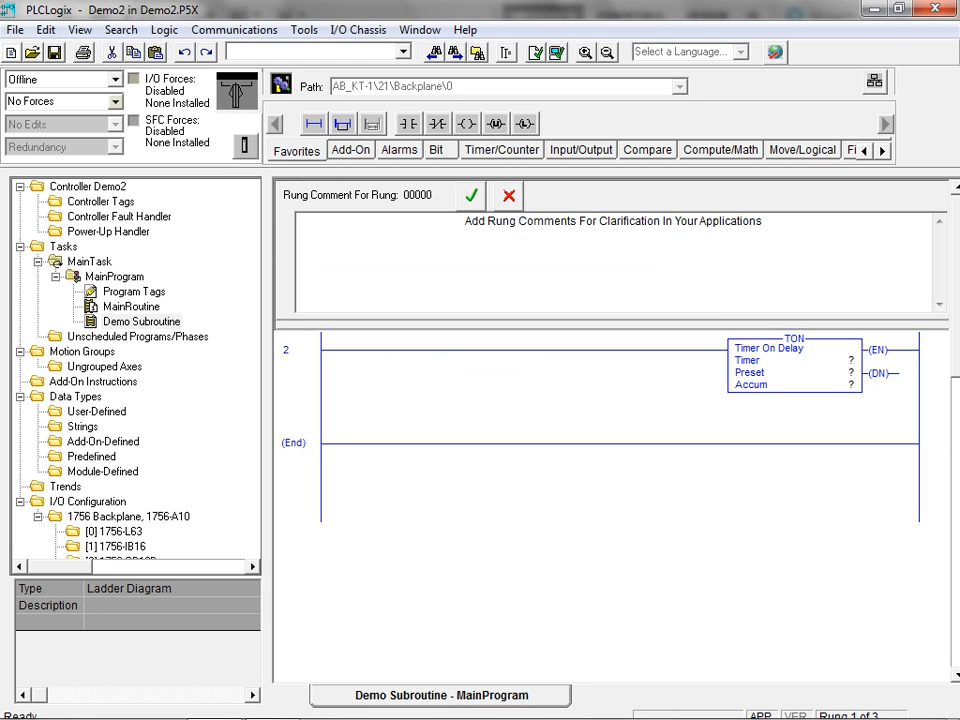 PLCLogix - Demo2 in Demo2.P5X
File Edit View Search Logic Communications Tools I/O Chassis Window Help
Select a Language...
Offline
I/O Forces:
Disabled
None Installed
No Forces
No Edits
SFC Forces:
Disabled
None Installed
Redundancy
Path: AB_KT-1\21\Backplane\0
Favorites Add-On Alarms Bit Timer/Counter Input/Output Compare Compute/Math Move/Logical Fi
Controller Demo2
Controller Tags
Controller Fault Handler
Power-Up Handler
Tasks
MainTask
MainProgram
Program Tags
MainRoutine
Demo Subroutine
Unscheduled Programs/Phases
Motion Groups
Ungrouped Axes
Add-On Instructions
Data Types
User-Defined
Strings
Add-On-Defined
Predefined
Module-Defined
Trends
I/O Configuration
1756 Backplane, 1756-A10
[0] 1756-L63
[1] 1756-IB16
Type Ladder Diagram
Description
Rung Comment For Rung: 00000
Add Rung Comments For Clarification In Your Applications
2
TON
Timer On Delay (EN)
Timer ?
Preset ? (DN)
Accum ?
(End)
Demo Subroutine - MainProgram
Ready APP VER Rung 1 of 3